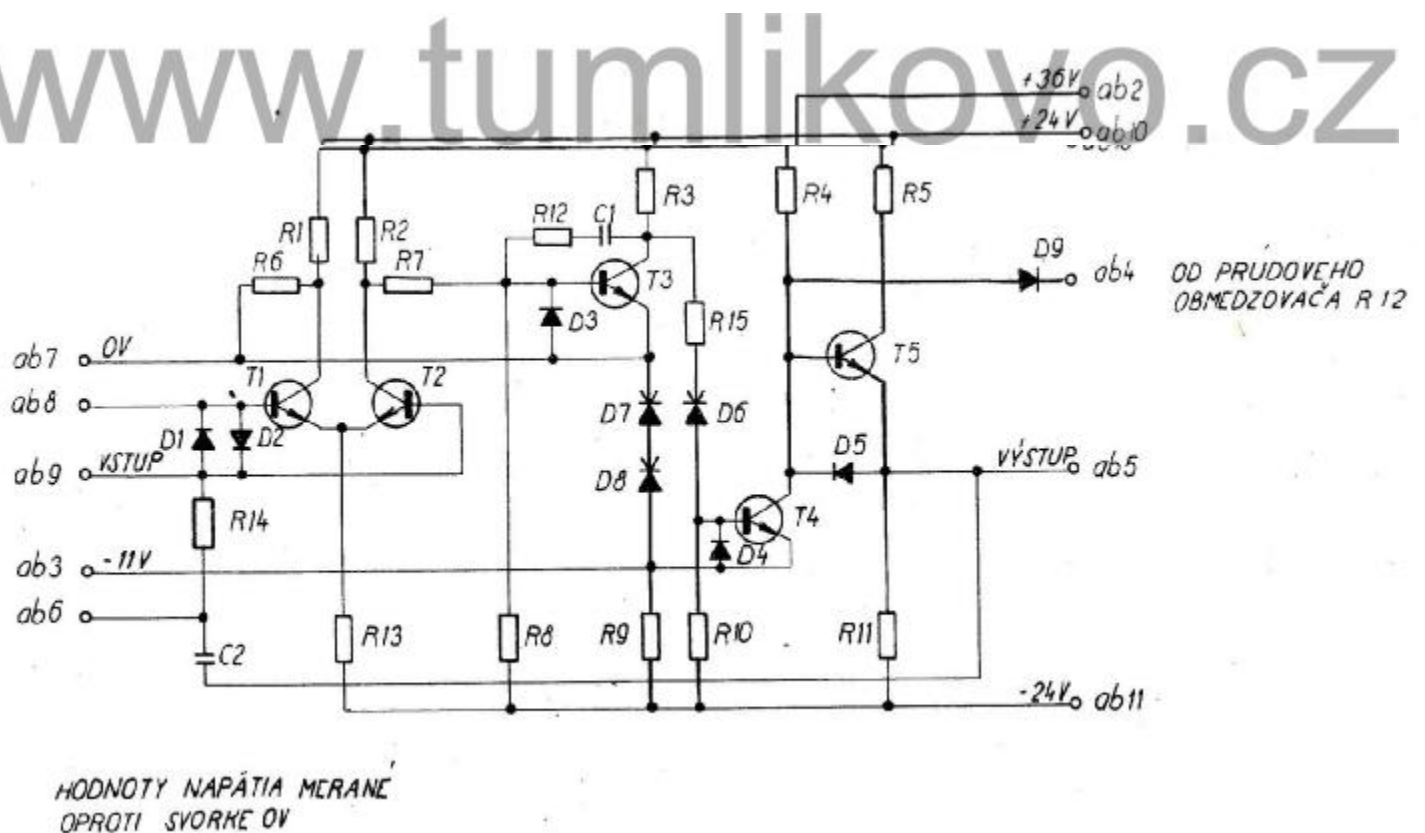 www.tumlikovo.cz
+36V ab2
+24V ab10
R3
R4
R5
R12 C1
R1 R2
R6 R7
T3
D9
ab4 OD PRÚDOVÉHO
OBMEDZOVAČA R12
D3
R15
ab7 0V
T5
T1 T2
ab8
D7 D6
D1 D2
D5
ab9 VSTUP
VÝSTUP ab5
D8
R14
T4
D4
ab3 -11V
ab6
R13 R8 R9 R10 R11
C2
-24V ab11
HODNOTY NAPÁTIA MERANÉ
OPROTI SVORKE 0V